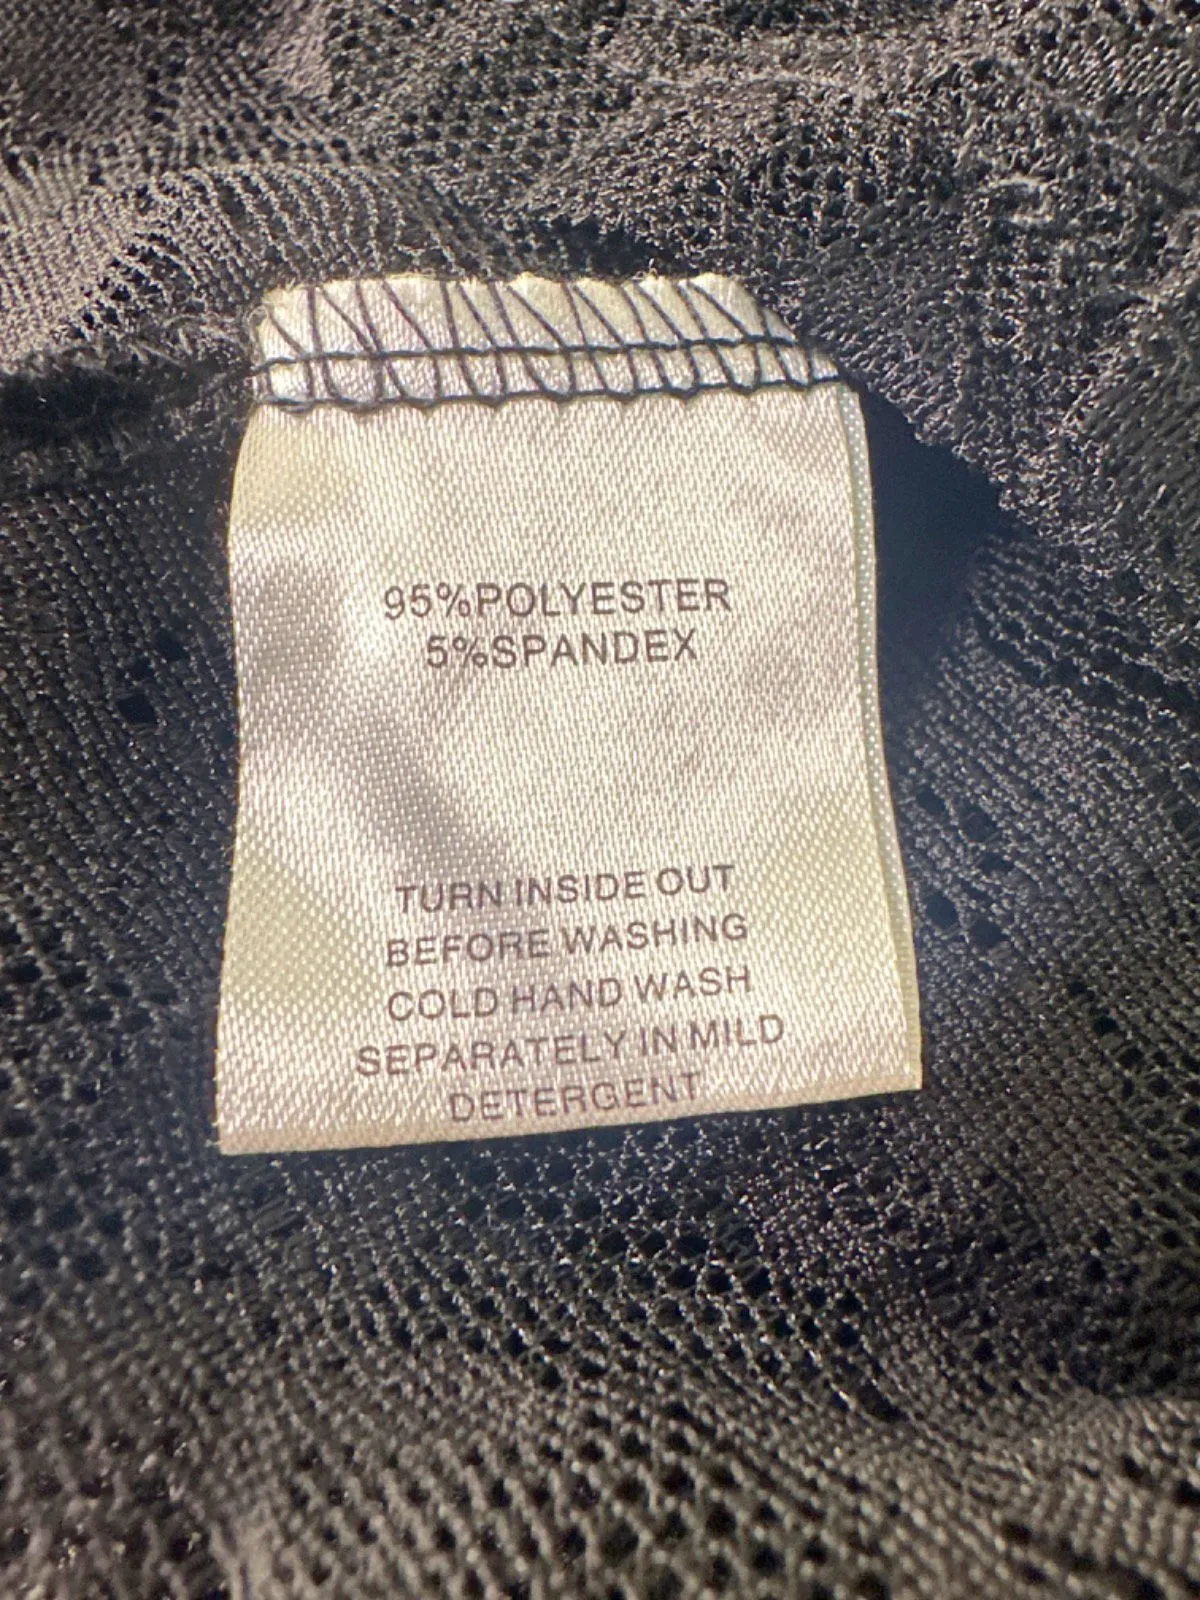 95%POLYESTER
5%SPANDEX
TURN INSIDE OUT
BEFORE WASHING
COLD HAND WASH
SEPARATELY IN MILD
DETERGENT